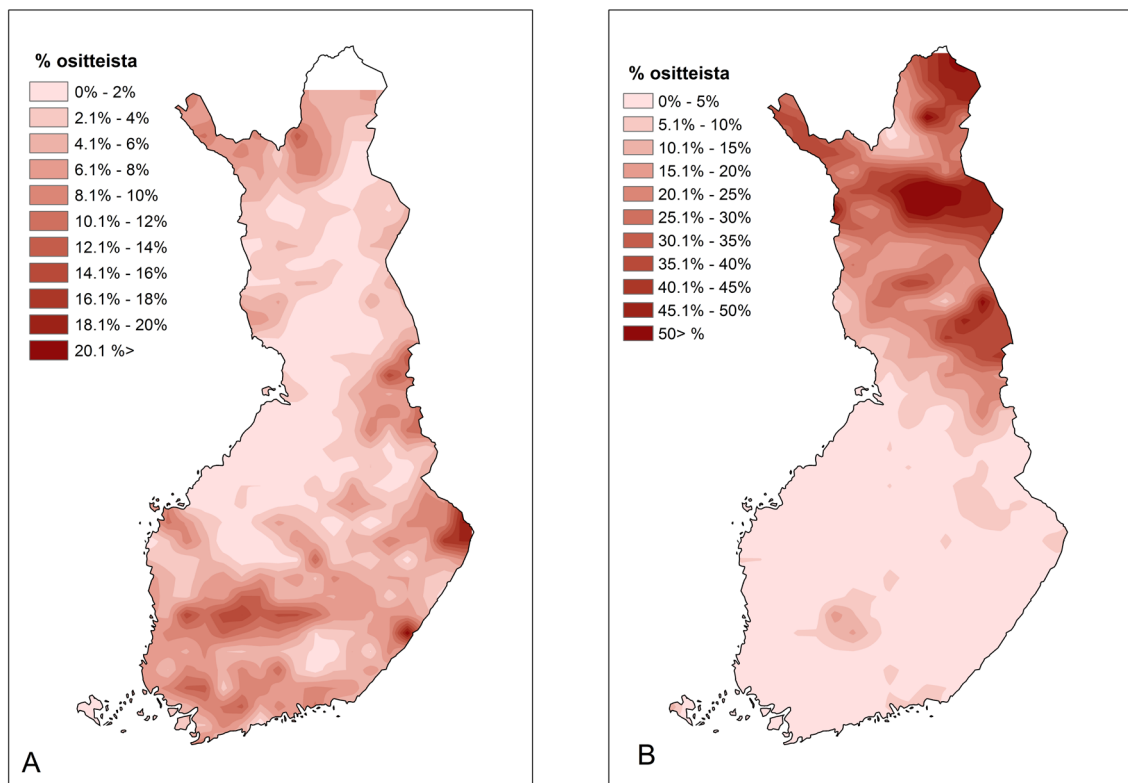 % ositteista
0% - 2%
2.1% - 4%
4.1% - 6%
6.1% - 8%
8.1% - 10%
10.1% - 12%
12.1% - 14%
14.1% - 16%
16.1% - 18%
18.1% - 20%
20.1 %>
A
% ositteista
0% - 5%
5.1% - 10%
10.1% - 15%
15.1% - 20%
20.1% - 25%
25.1% - 30%
30.1% - 35%
35.1% - 40%
40.1% - 45%
45.1% - 50%
50> %
B